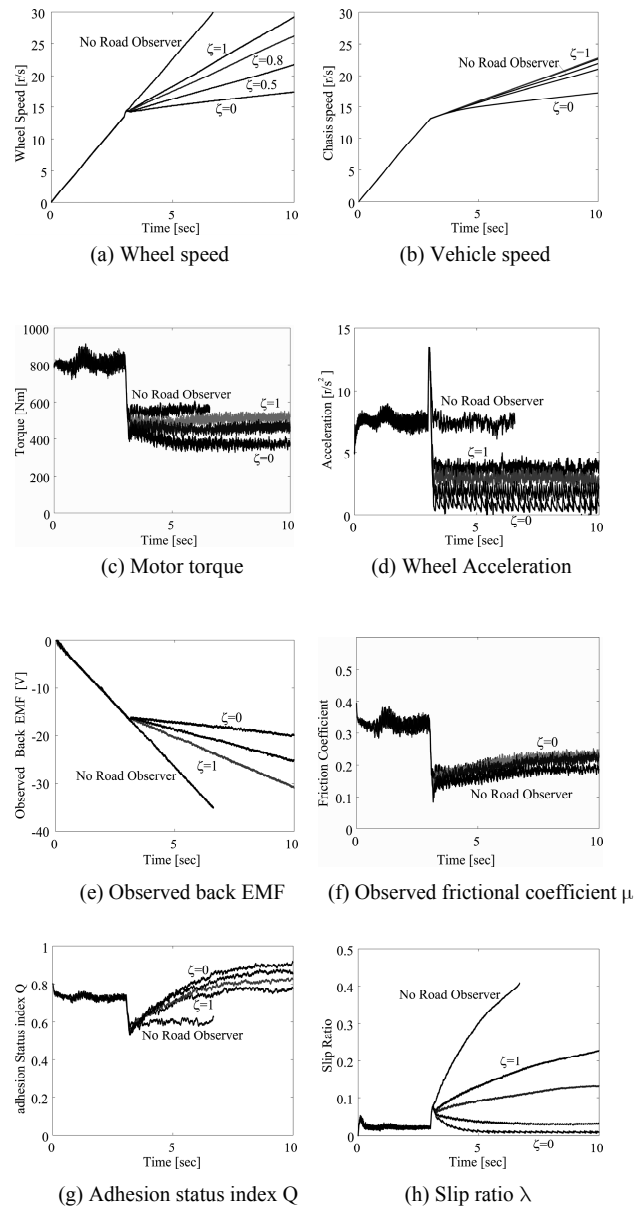 30
25
20
15
10
5
0
Wheel Speed [r/s]
No Road Observer
ζ=1
ζ=0.8
ζ=0.5
ζ=0
0
5
10
Time [sec]
(a) Wheel speed
30
25
20
15
10
5
0
Chasis speed [r/s]
No Road Observer
ζ=1
ζ=0
0
5
10
Time [sec]
(b) Vehicle speed
1000
800
600
400
200
0
Torque [Nm]
No Road Observer
ζ=1
ζ=0
0
5
10
Time [sec]
(c) Motor torque
15
10
5
0
Acceleration [r/s²]
No Road Observer
ζ=1
ζ=0
0
5
10
Time [sec]
(d) Wheel Acceleration
0
-10
-20
-30
-40
Observed Back EMF [V]
ζ=0
No Road Observer
ζ=1
0
5
10
Time [sec]
(e) Observed back EMF
0.5
0.4
0.3
0.2
0.1
0
Friction Coefficient
ζ=0
No Road Observer
0
5
10
Time [sec]
(f) Observed frictional coefficient μ
1
0.8
0.6
0.4
0.2
0
adhesion Status index Q
ζ=0
ζ=1
No Road Observer
0
5
10
Time [sec]
(g) Adhesion status index Q
0.5
0.4
0.3
0.2
0.1
0
Slip Ratio
No Road Observer
ζ=1
ζ=0
0
5
10
Time [sec]
(h) Slip ratio λ